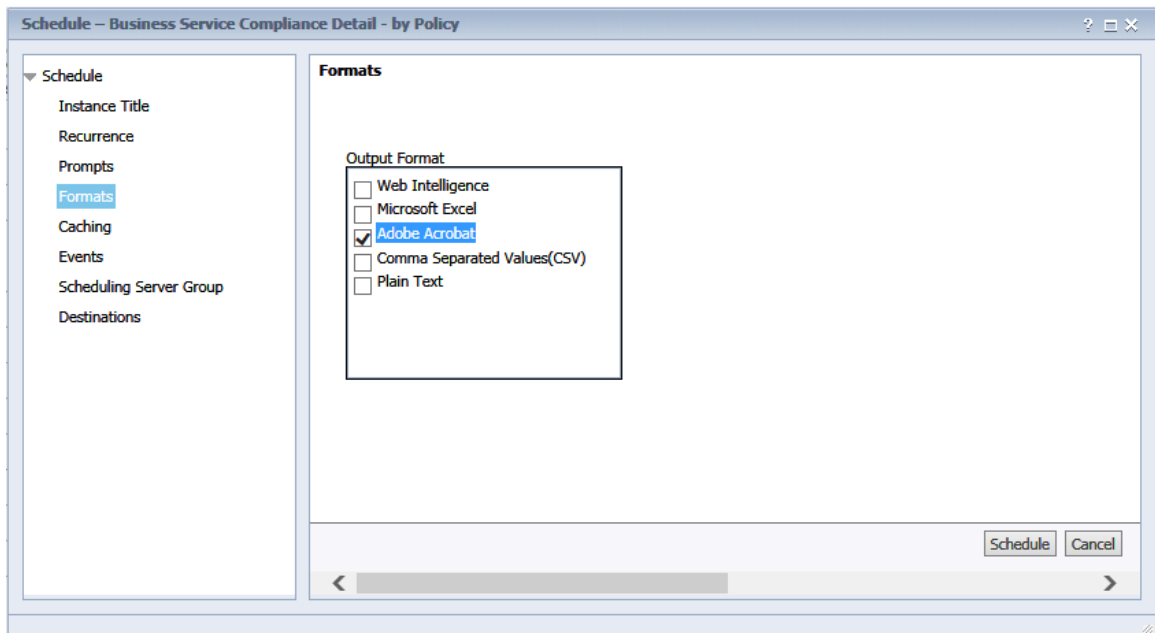 Schedule – Business Service Compliance Detail - by Policy
?
Schedule
Instance Title
Recurrence
Prompts
Formats
Caching
Events
Scheduling Server Group
Destinations
Formats
Output Format
Web Intelligence
Microsoft Excel
Adobe Acrobat
Comma Separated Values(CSV)
Plain Text
Schedule
Cancel